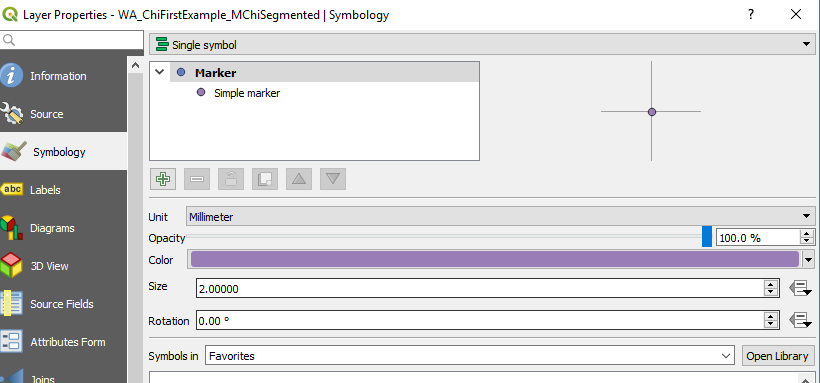 Layer Properties - WA_ChiFirstExample_MChiSegmented | Symbology
Single symbol
Information
Source
Symbology
abc Labels
Diagrams
3D View
Source Fields
Attributes Form
Joins
Marker
Simple marker
Unit Millimeter
Opacity 100.0 %
Color
Size 2.00000
Rotation 0.00 °
Symbols in Favorites Open Library